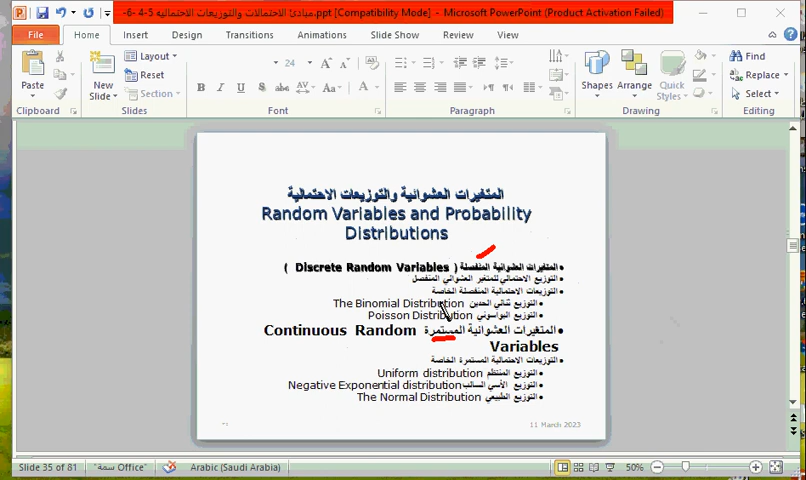 مبادئ الاحتمالات والتوزيعات الاحتماليه 5-4 -6-.ppt [Compatibility Mode] - Microsoft PowerPoint (Product Activation Failed)
File Home Insert Design Transitions Animations Slide Show Review View
Paste
Clipboard
New Slide
Layout
Reset
Section
Slides
24
Font
Paragraph
Shapes Arrange Quick Styles
Drawing
Find
Replace
Select
Editing
المتغيرات العشوائية والتوزيعات الاحتمالية
Random Variables and Probability
Distributions
•المتغيرات العشوائية المنفصلة ( Discrete Random Variables )
•التوزيع الاحتمالي للمتغير العشوائي المنفصل
•التوزيعات الاحتمالية المنفصلة الخاصة
•التوزيع ثنائي الحدين The Binomial Distribution
•التوزيع البواسوني Poisson Distribution
•المتغيرات العشوائية المستمرة Continuous Random
Variables
•التوزيعات الاحتمالية المستمرة الخاصة
•التوزيع المنتظم Uniform distribution
•التوزيع الأسي السالب Negative Exponential distribution
•التوزيع الطبيعي The Normal Distribution
11 March 2023
Slide 35 of 81 "سمة Office" Arabic (Saudi Arabia) 50%